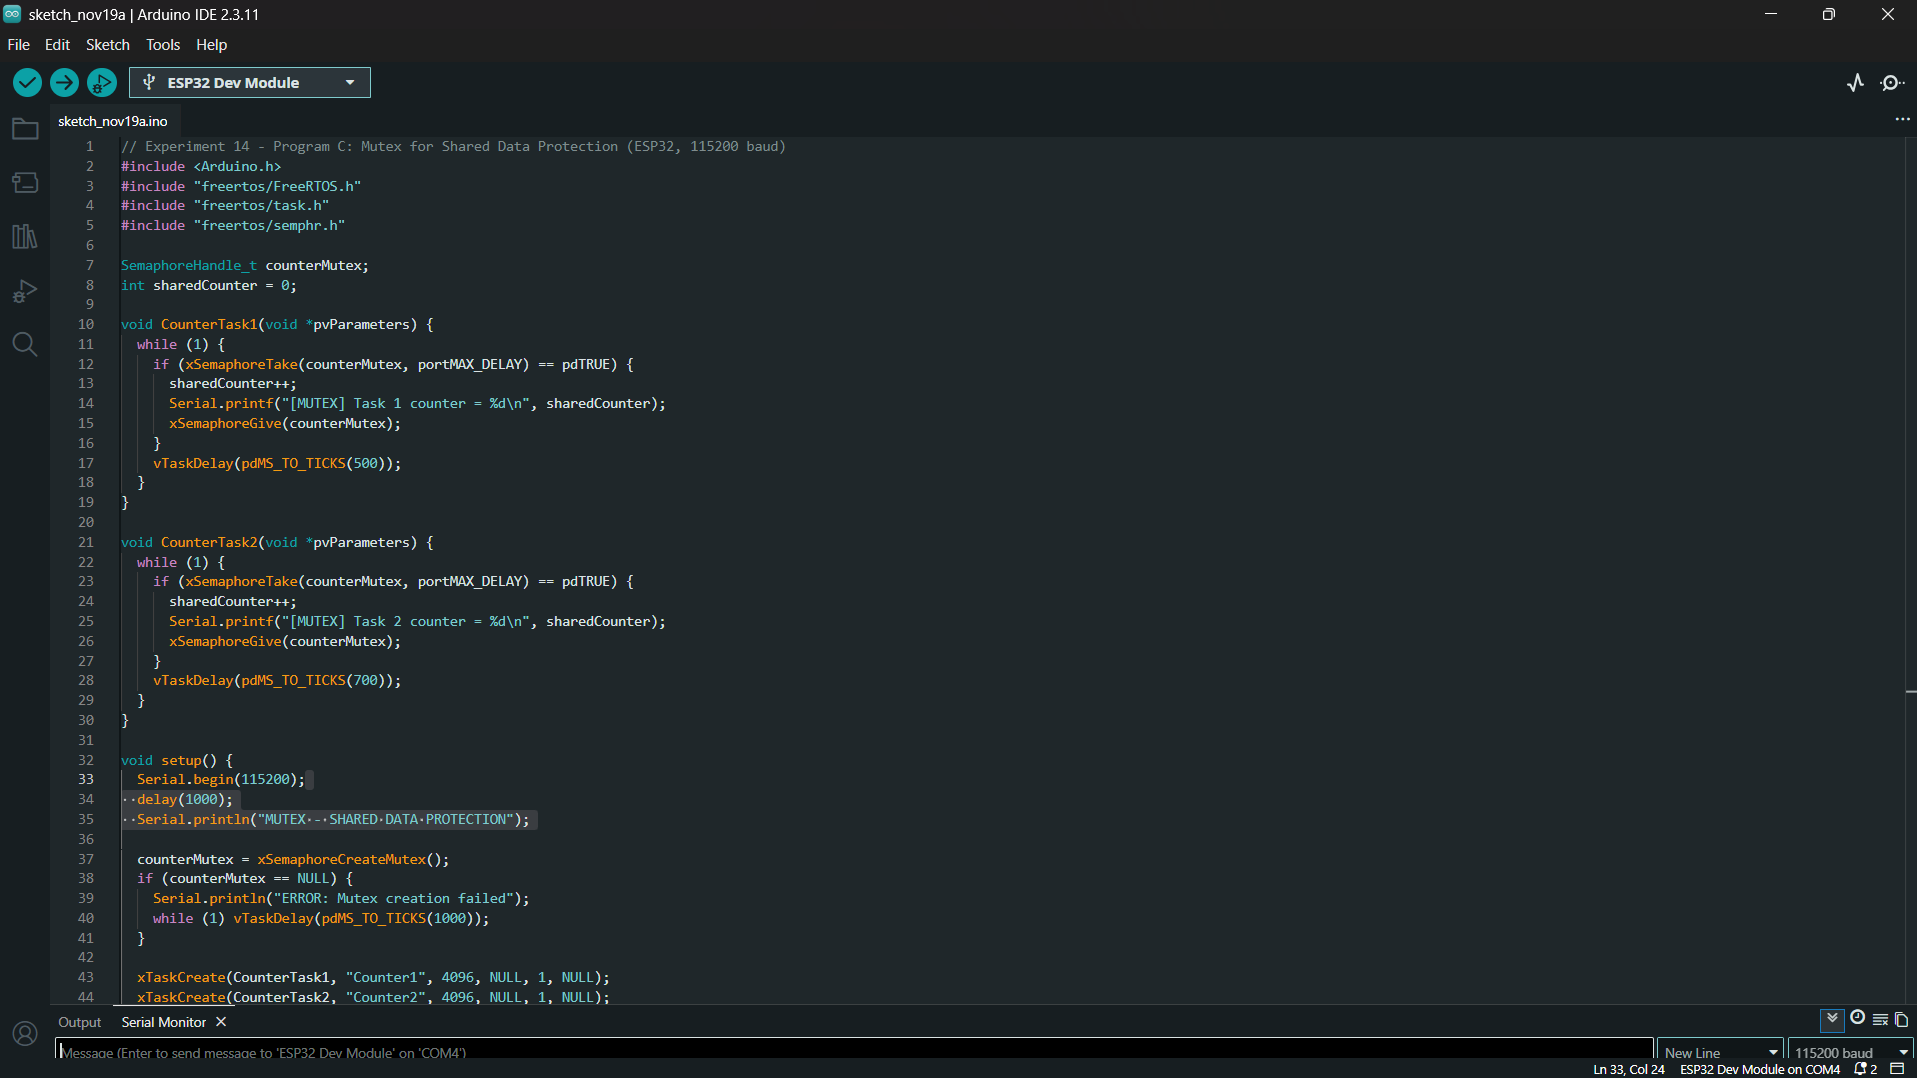 sketch_nov19a | Arduino IDE 2.3.11
File Edit Sketch Tools Help
ESP32 Dev Module
sketch_nov19a.ino
1 // Experiment 14 - Program C: Mutex for Shared Data Protection (ESP32, 115200 baud)
2 #include <Arduino.h>
3 #include "freertos/FreeRTOS.h"
4 #include "freertos/task.h"
5 #include "freertos/semphr.h"
6
7 SemaphoreHandle_t counterMutex;
8 int sharedCounter = 0;
9
10 void CounterTask1(void *pvParameters) {
11   while (1) {
12     if (xSemaphoreTake(counterMutex, portMAX_DELAY) == pdTRUE) {
13       sharedCounter++;
14       Serial.printf("[MUTEX] Task 1 counter = %d\n", sharedCounter);
15       xSemaphoreGive(counterMutex);
16     }
17     vTaskDelay(pdMS_TO_TICKS(500));
18   }
19 }
20
21 void CounterTask2(void *pvParameters) {
22   while (1) {
23     if (xSemaphoreTake(counterMutex, portMAX_DELAY) == pdTRUE) {
24       sharedCounter++;
25       Serial.printf("[MUTEX] Task 2 counter = %d\n", sharedCounter);
26       xSemaphoreGive(counterMutex);
27     }
28     vTaskDelay(pdMS_TO_TICKS(700));
29   }
30 }
31
32 void setup() {
33   Serial.begin(115200);
34 ··delay(1000);
35 ··Serial.println("MUTEX·-·SHARED·DATA·PROTECTION");
36
37   counterMutex = xSemaphoreCreateMutex();
38   if (counterMutex == NULL) {
39     Serial.println("ERROR: Mutex creation failed");
40     while (1) vTaskDelay(pdMS_TO_TICKS(1000));
41   }
42
43   xTaskCreate(CounterTask1, "Counter1", 4096, NULL, 1, NULL);
44   xTaskCreate(CounterTask2, "Counter2", 4096, NULL, 1, NULL);
Output Serial Monitor
Message (Enter to send message to 'ESP32 Dev Module' on 'COM4') New Line 115200 baud
Ln 33, Col 24 ESP32 Dev Module on COM4 2